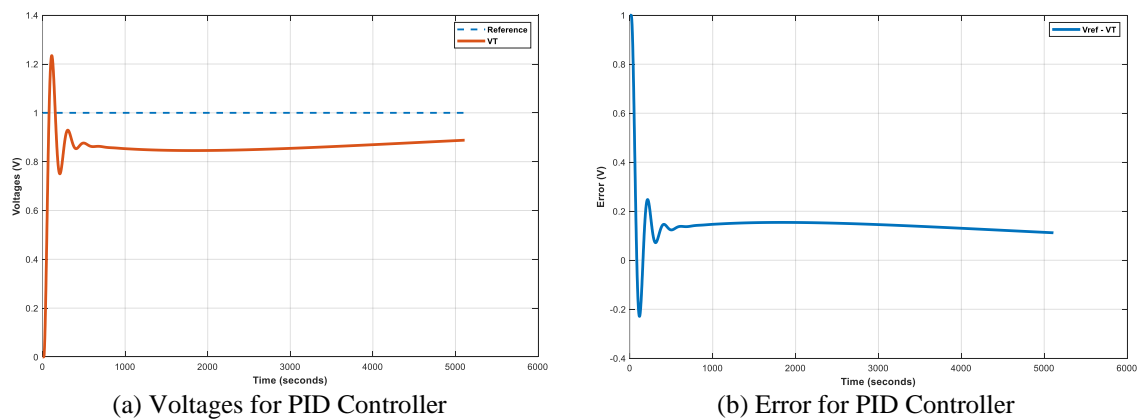 1.4
1.2
1
0.8
0.6
0.4
0.2
0
Voltages (V)
Reference
VT
0 1000 2000 3000 4000 5000 6000
Time (seconds)
(a) Voltages for PID Controller
1
0.8
0.6
0.4
0.2
0
-0.2
-0.4
Error (V)
Vref - VT
0 1000 2000 3000 4000 5000 6000
Time (seconds)
(b) Error for PID Controller